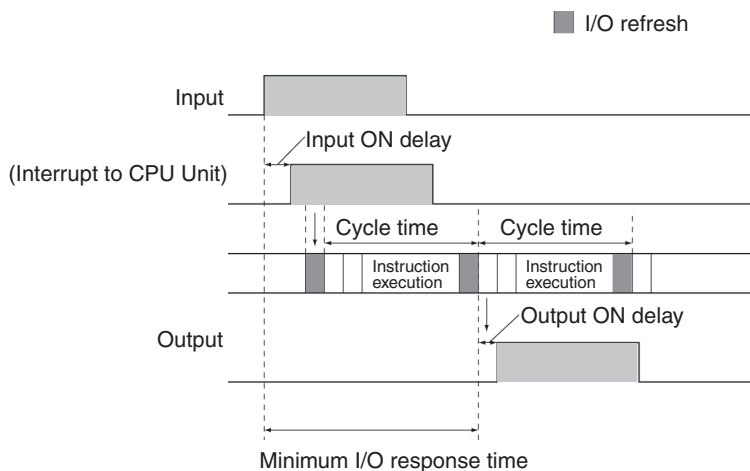 I/O refresh
Input
Input ON delay
(Interrupt to CPU Unit)
Cycle time
Cycle time
Instruction
execution
Instruction
execution
Output ON delay
Output
Minimum I/O response time